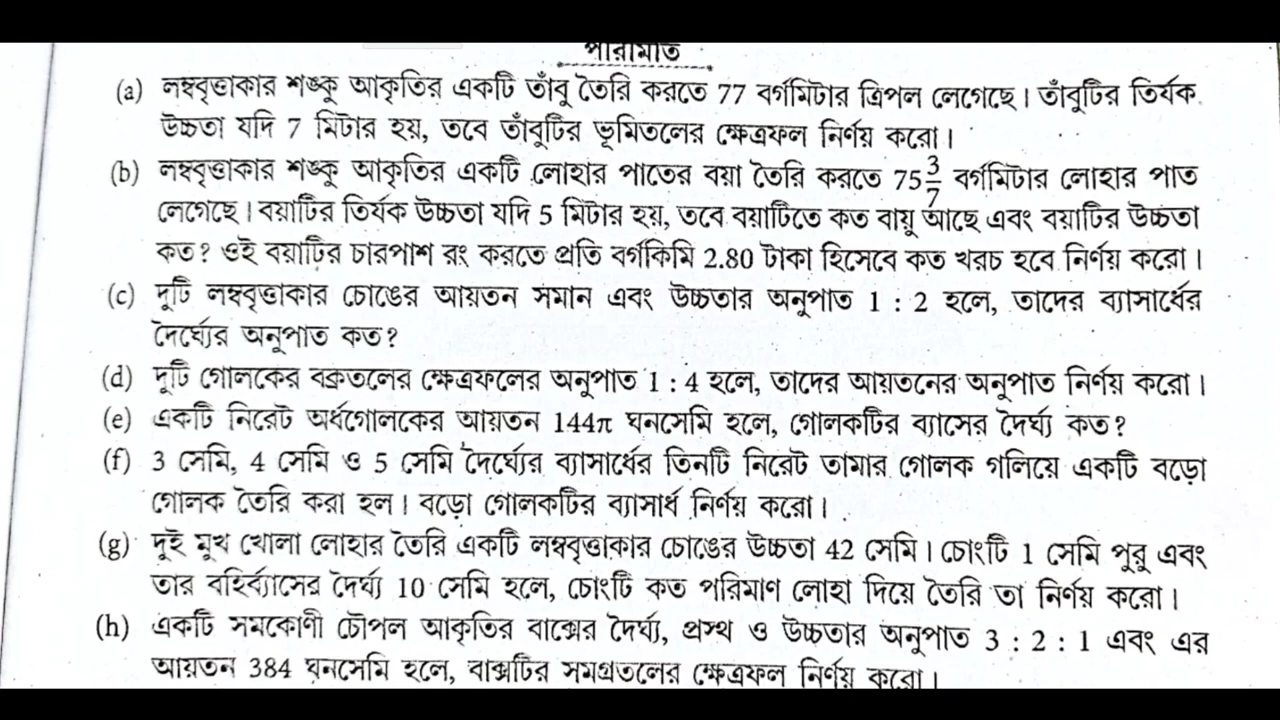 পরিমিতি
(a) লম্ববৃত্তাকার শঙ্কু আকৃতির একটি তাঁবু তৈরি করতে 77 বর্গমিটার ত্রিপল লেগেছে। তাঁবুটির তির্যক
উচ্চতা যদি 7 মিটার হয়, তবে তাঁবুটির ভূমিতলের ক্ষেত্রফল নির্ণয় করো।
(b) লম্ববৃত্তাকার শঙ্কু আকৃতির একটি লোহার পাতের বয়া তৈরি করতে 75 3/7 বর্গমিটার লোহার পাত
লেগেছে। বয়াটির তির্যক উচ্চতা যদি 5 মিটার হয়, তবে বয়াটিতে কত বায়ু আছে এবং বয়াটির উচ্চতা
কত? ওই বয়াটির চারপাশ রং করতে প্রতি বর্গকিমি 2.80 টাকা হিসেবে কত খরচ হবে নির্ণয় করো।
(c) দুটি লম্ববৃত্তাকার চোঙের আয়তন সমান এবং উচ্চতার অনুপাত 1 : 2 হলে, তাদের ব্যাসার্ধের
দৈর্ঘ্যের অনুপাত কত?
(d) দুটি গোলকের বক্রতলের ক্ষেত্রফলের অনুপাত 1 : 4 হলে, তাদের আয়তনের অনুপাত নির্ণয় করো।
(e) একটি নিরেট অর্ধগোলকের আয়তন 144π ঘনসেমি হলে, গোলকটির ব্যাসের দৈর্ঘ্য কত?
(f) 3 সেমি, 4 সেমি ও 5 সেমি দৈর্ঘ্যের ব্যাসার্ধের তিনটি নিরেট তামার গোলক গলিয়ে একটি বড়ো
গোলক তৈরি করা হল। বড়ো গোলকটির ব্যাসার্ধ নির্ণয় করো।
(g) দুই মুখ খোলা লোহার তৈরি একটি লম্ববৃত্তাকার চোঙের উচ্চতা 42 সেমি। চোংটি 1 সেমি পুরু এবং
তার বহির্ব্যাসের দৈর্ঘ্য 10 সেমি হলে, চোংটি কত পরিমাণ লোহা দিয়ে তৈরি তা নির্ণয় করো।
(h) একটি সমকোণী চৌপল আকৃতির বাক্সের দৈর্ঘ্য, প্রস্থ ও উচ্চতার অনুপাত 3 : 2 : 1 এবং এর
আয়তন 384 ঘনসেমি হলে, বাক্সটির সমগ্রতলের ক্ষেত্রফল নির্ণয় করো।